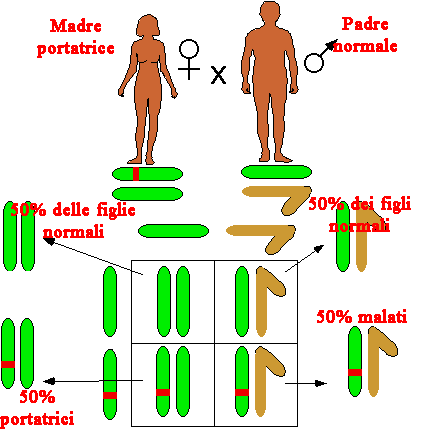 Madre
portatrice
Padre
normale
X
50% delle figlie
normali
50% dei figli
normali
50% malati
50%
portatrici